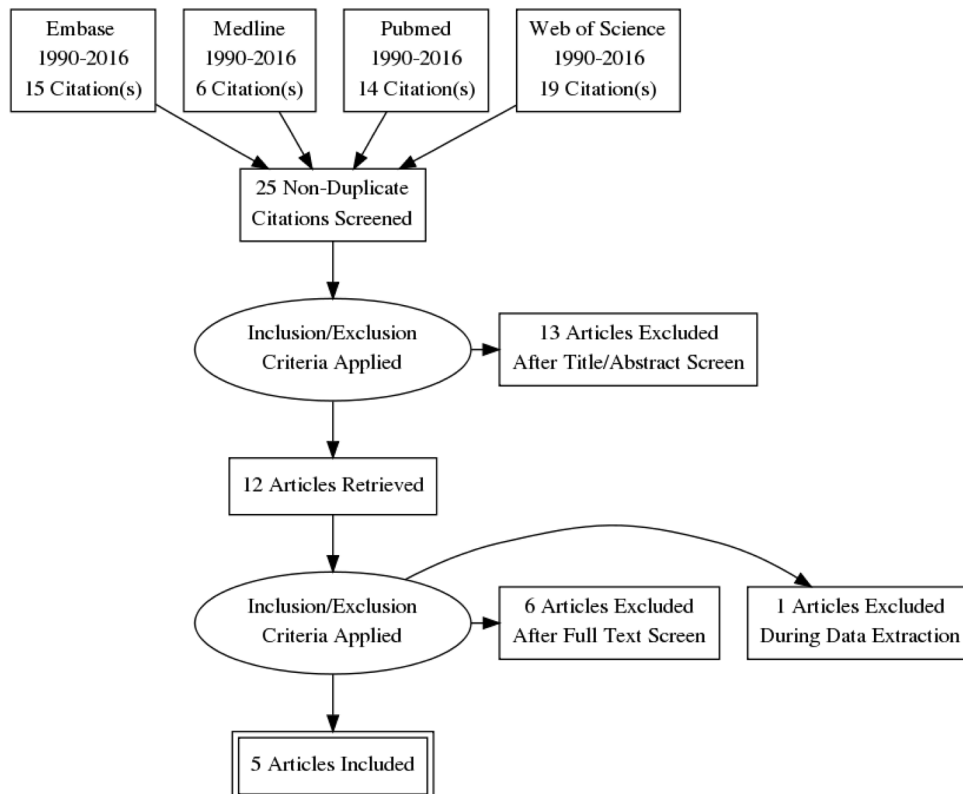 Embase
1990-2016
15 Citation(s)
Medline
1990-2016
6 Citation(s)
Pubmed
1990-2016
14 Citation(s)
Web of Science
1990-2016
19 Citation(s)
25 Non-Duplicate
Citations Screened
Inclusion/Exclusion
Criteria Applied
13 Articles Excluded
After Title/Abstract Screen
12 Articles Retrieved
Inclusion/Exclusion
Criteria Applied
6 Articles Excluded
After Full Text Screen
1 Articles Excluded
During Data Extraction
5 Articles Included